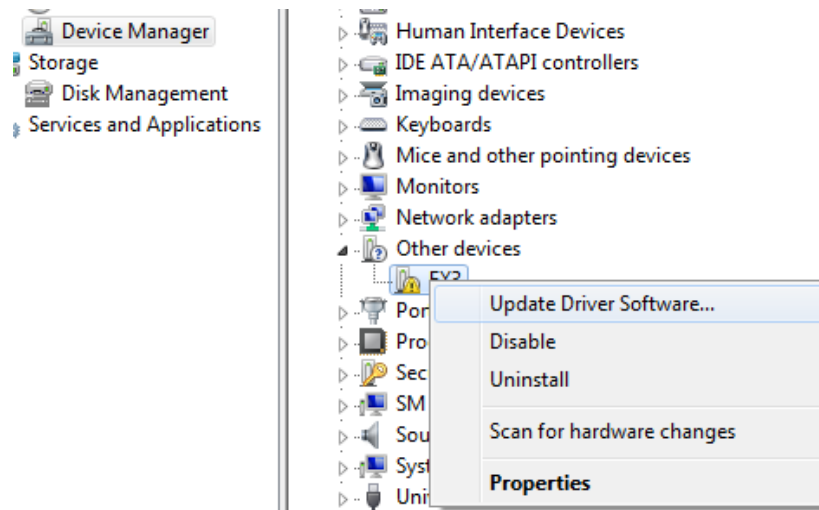 Device Manager
Storage
Disk Management
Services and Applications
Human Interface Devices
IDE ATA/ATAPI controllers
Imaging devices
Keyboards
Mice and other pointing devices
Monitors
Network adapters
Other devices
Por
Pro
Sec
SM
Sou
Syst
Uni
Update Driver Software...
Disable
Uninstall
Scan for hardware changes
Properties